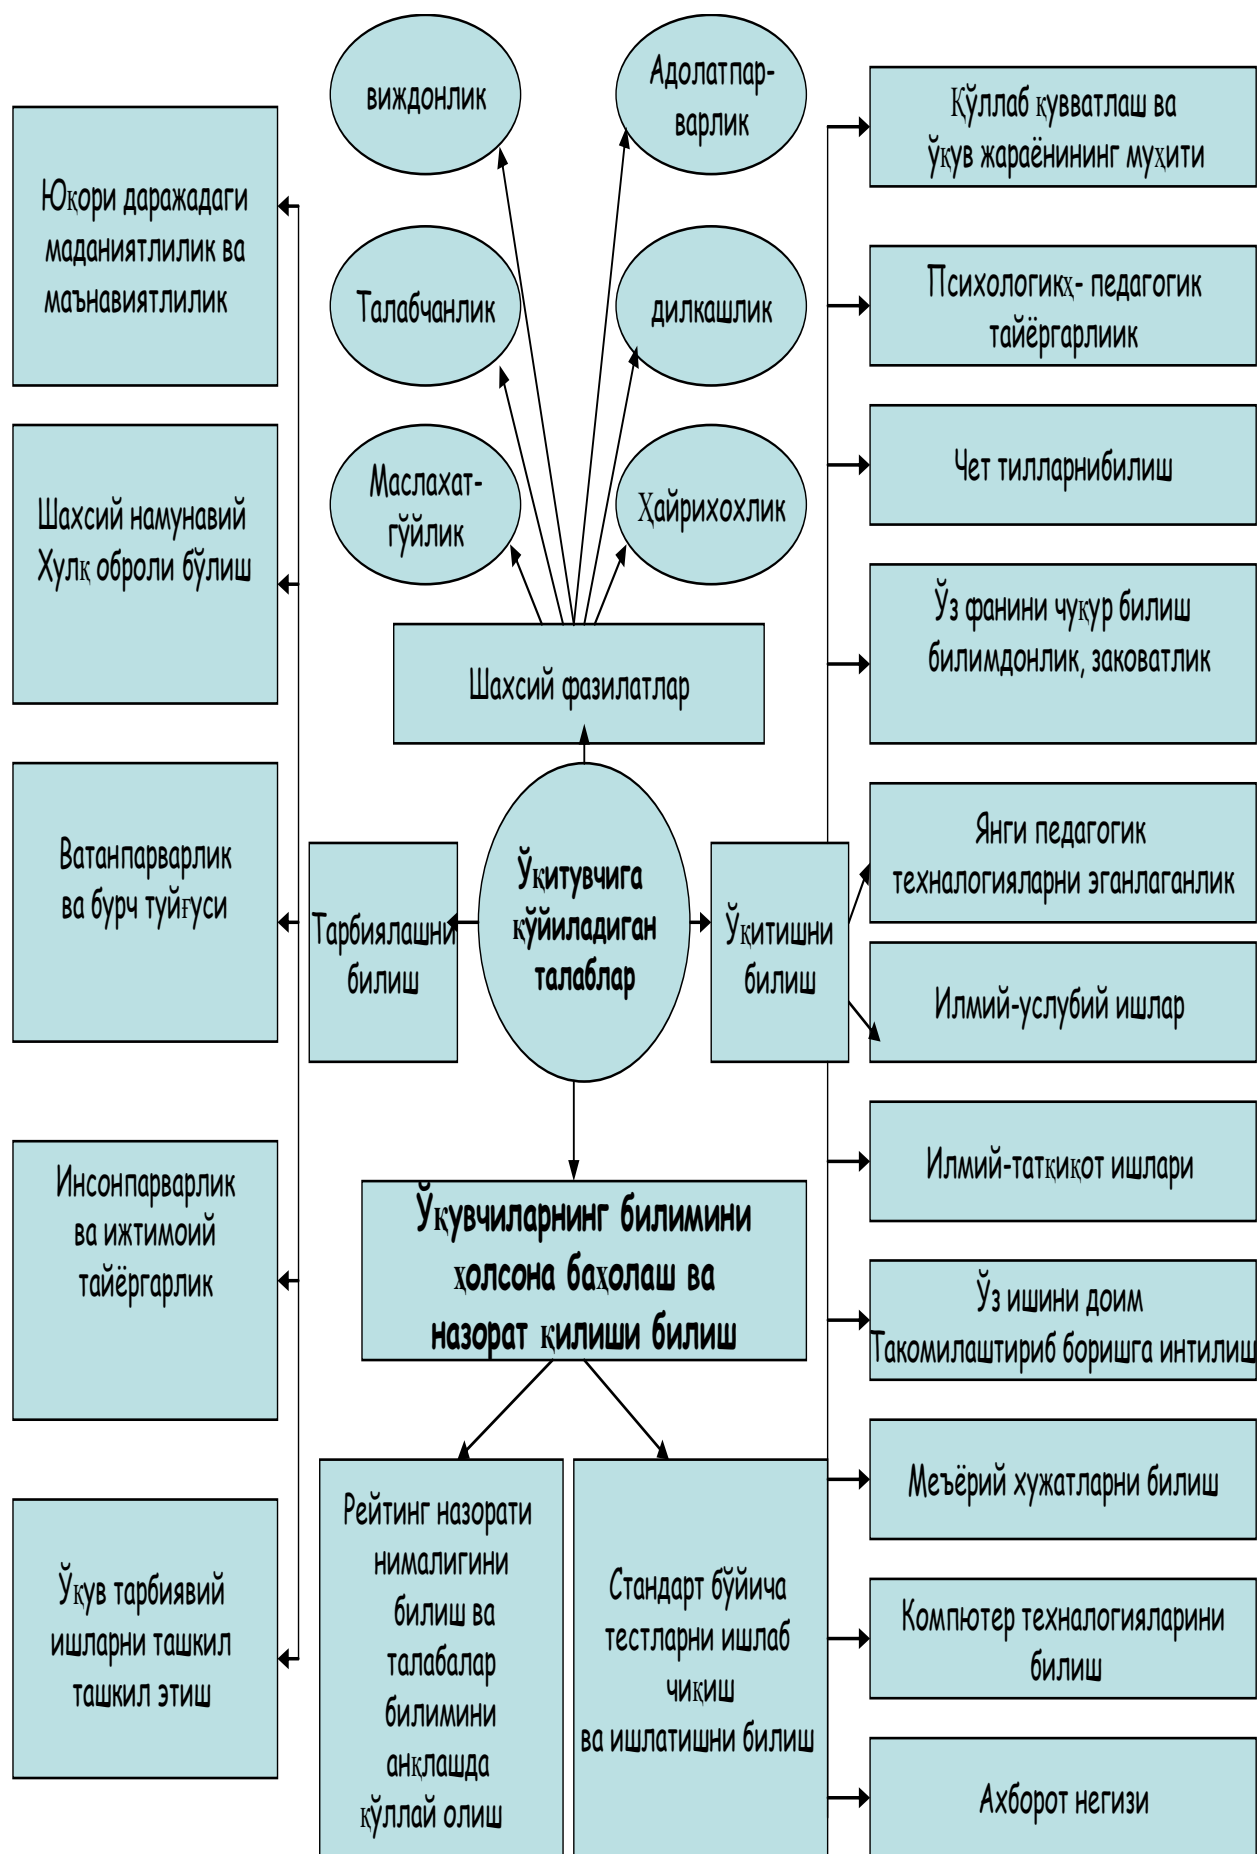 виждонлик
Адолатпар-
варлик
Талабчанлик
дилкашлик
Маслахат-
гўйлик
Ҳайрихохлик
Шахсий фазилатлар
Юқори даражадаги
маданиятлилик ва
маънавиятлилик
Шахсий намунавий
Хулқ оброли бўлиш
Ватанпарварлик
ва бурч туйғуси
Инсонпарварлик
ва ижтимоий
тайёргарлик
Ўқув тарбиявий
ишларни ташкил
ташкил этиш
Тарбиялашни
билиш
Ўқитувчига
қўйиладиган
талаблар
Ўқитишни
билиш
Ўқувчиларнинг билимини
ҳолсона баҳолаш ва
назорат қилиши билиш
Рейтинг назорати
нималигини
билиш ва
талабалар
билимини
анқлашда
қўллай олиш
Стандарт бўйича
тестларни ишлаб
чиқиш
ва ишлатишни билиш
Қўллаб қувватлаш ва
ўқув жараёнининг муҳити
Психологикҳ- педагогик
тайёргарлиик
Чет тилларнибилиш
Ўз фанини чуқур билиш
билимдонлик, заковатлик
Янги педагогик
техналогияларни эганлаганлик
Илмий-услубий ишлар
Илмий-татқиқот ишлари
Ўз ишини доим
Такомилаштириб боришга интилиш
Меъёрий хужатларни билиш
Компютер техналогияларини
билиш
Ахборот негизи